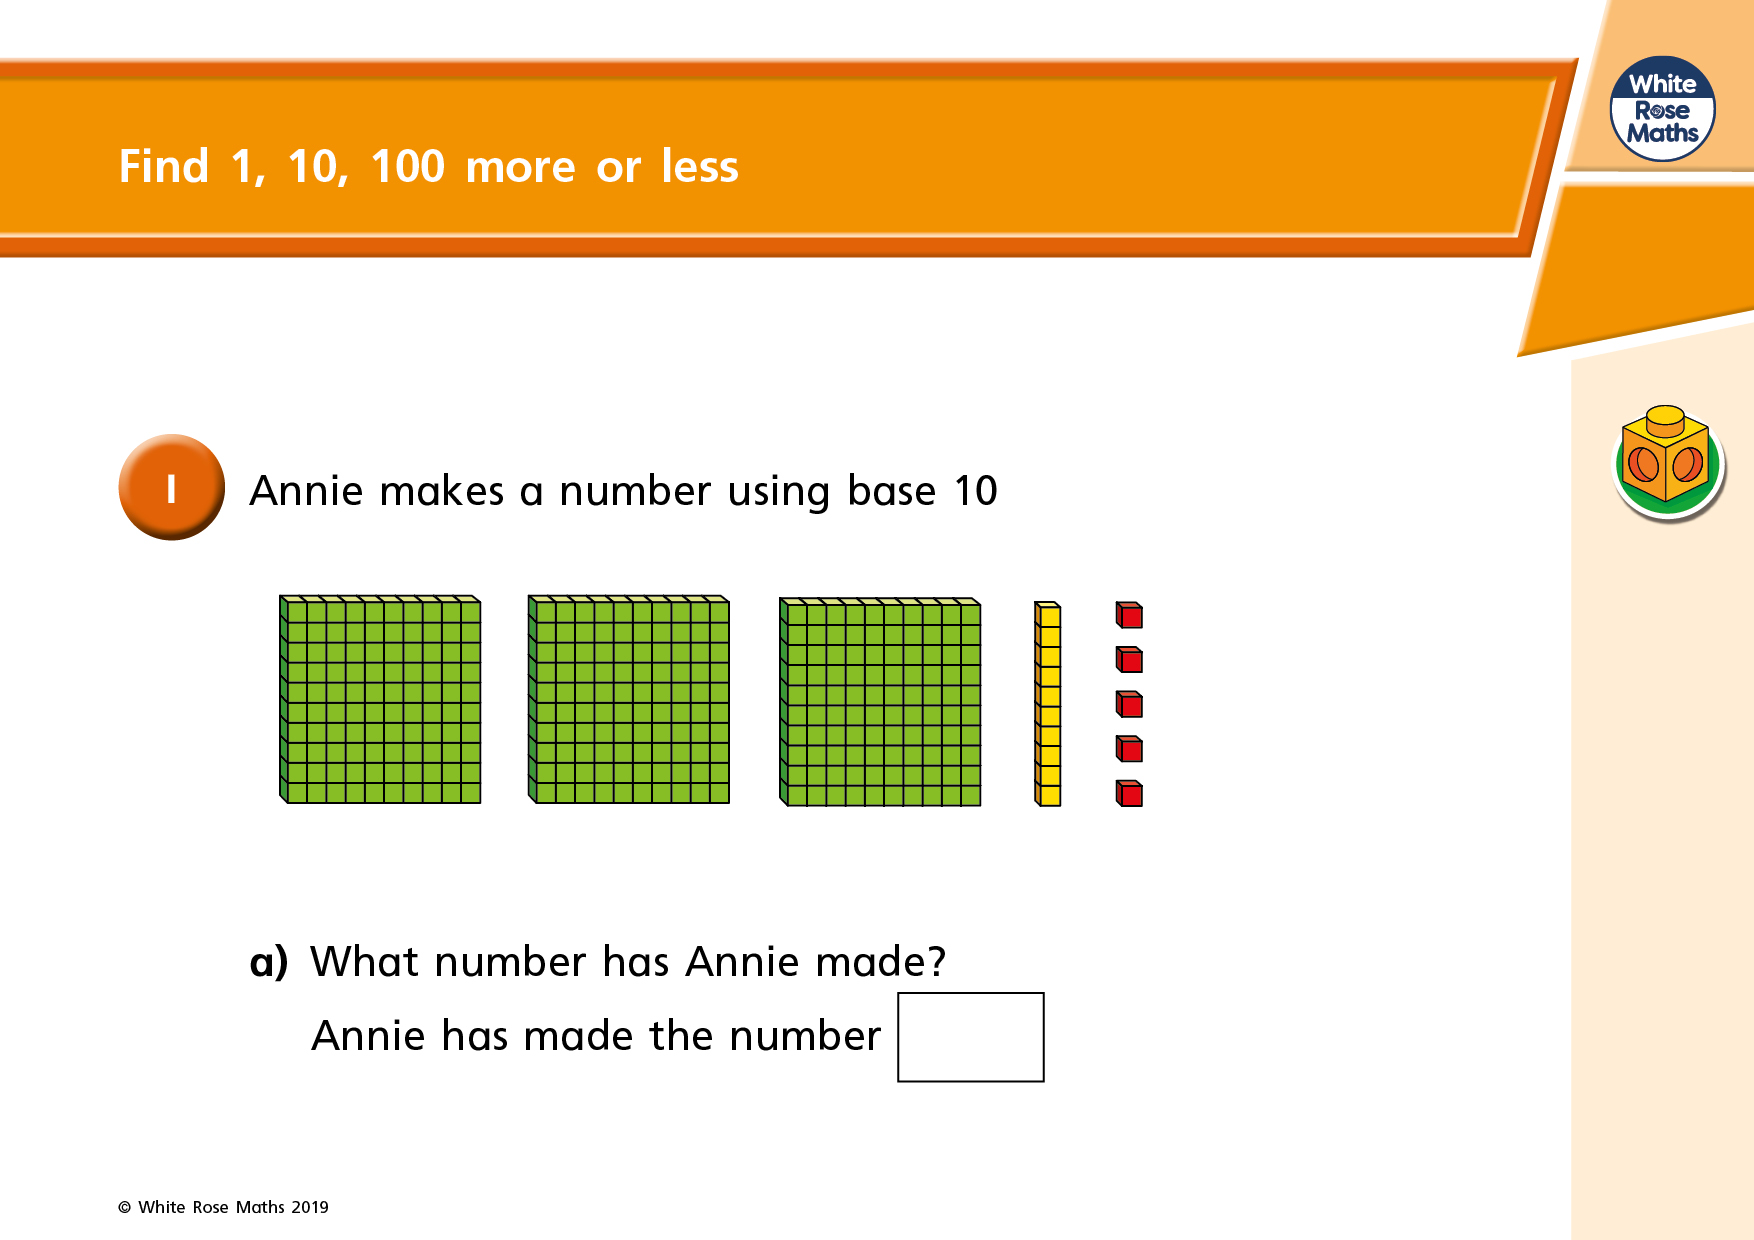 White
Rose
Maths
Find 1, 10, 100 more or less
1 Annie makes a number using base 10
a) What number has Annie made?
Annie has made the number
© White Rose Maths 2019